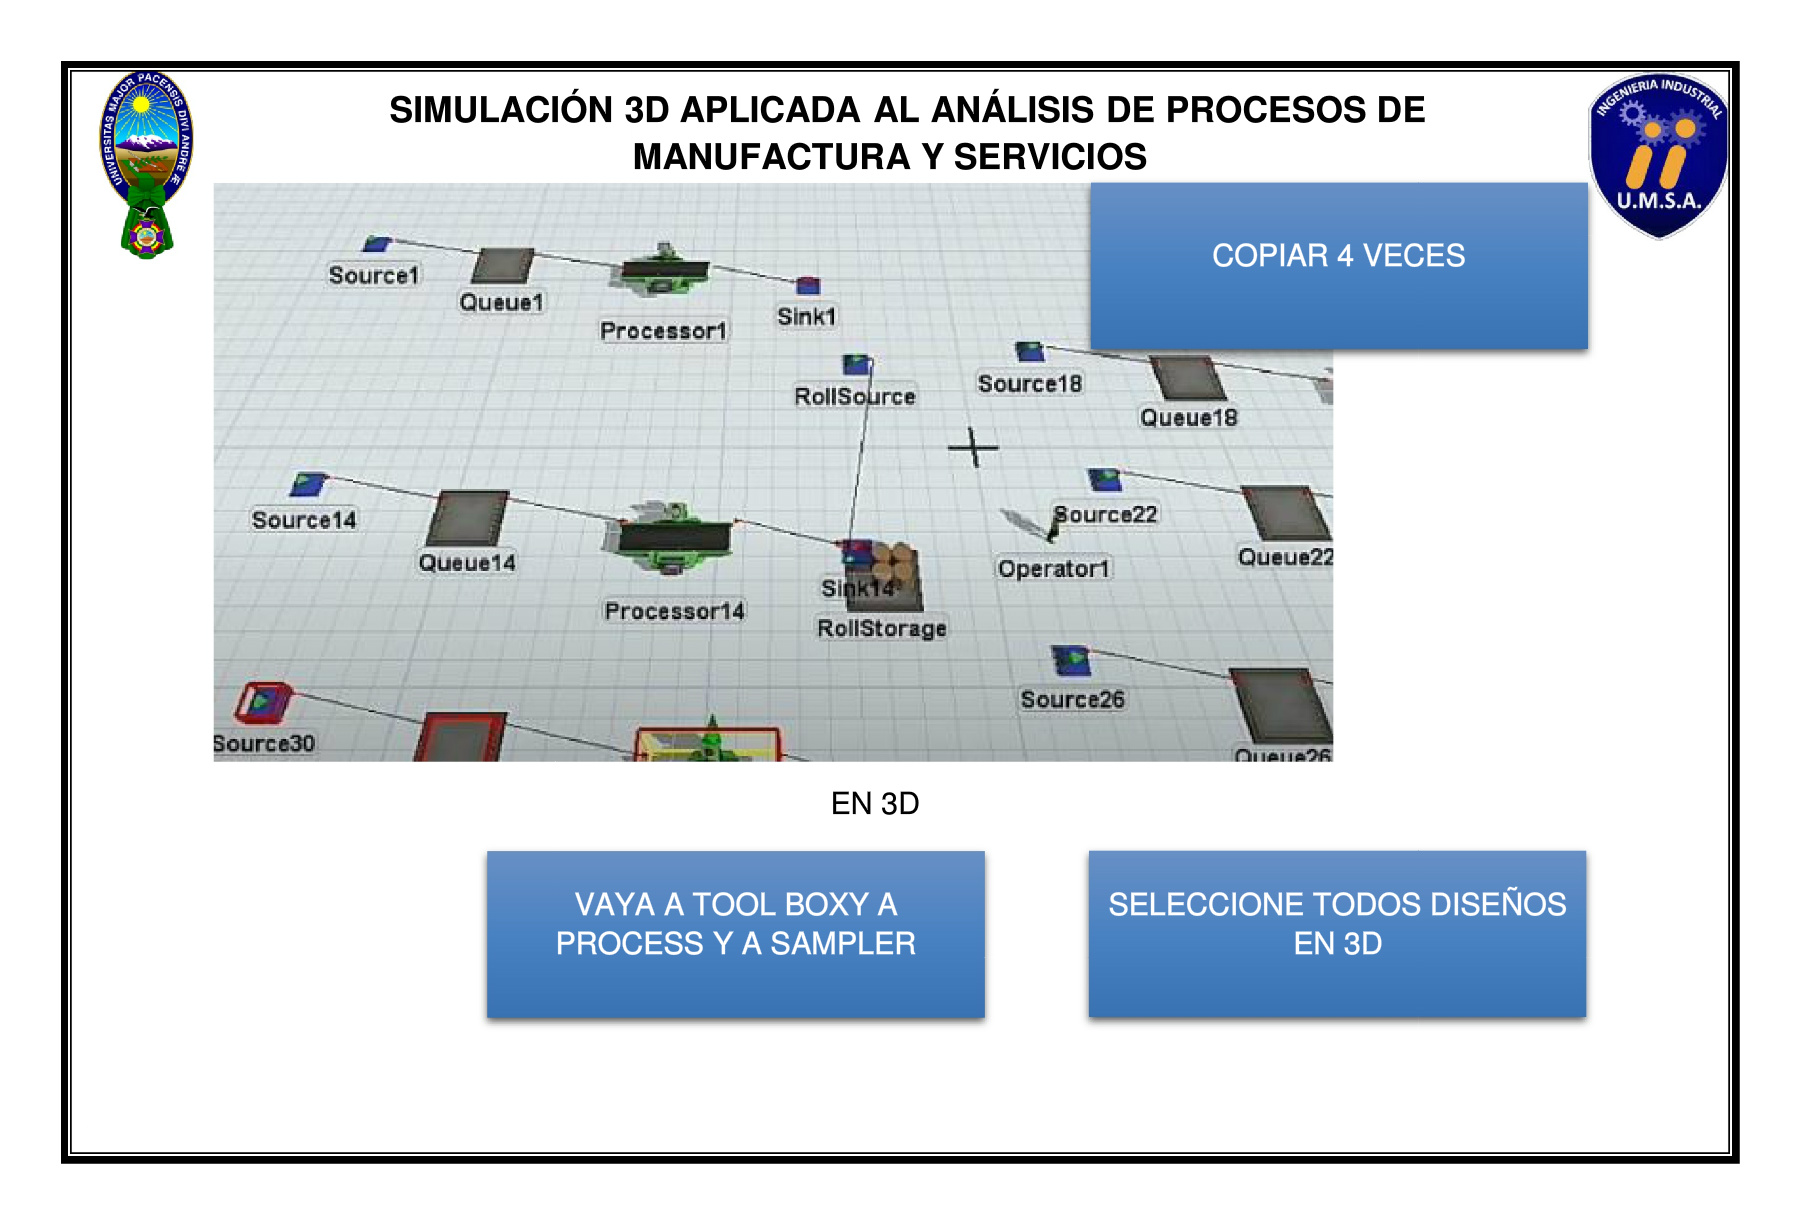 SIMULACIÓN 3D APLICADA AL ANÁLISIS DE PROCESOS DE
MANUFACTURA Y SERVICIOS
UNIVERSITAS MAJOR PACENSIS DIVI ANDRE Æ
INGENIERIA INDUSTRIAL
U.M.S.A.
COPIAR 4 VECES
Source1
Queue1
Processor1
Sink1
RollSource
Source18
Queue18
Source14
Queue14
Processor14
Sink14
RollStorage
Source22
Operator1
Queue22
Source26
Queue26
Source30
EN 3D
VAYA A TOOL BOXY A
PROCESS Y A SAMPLER
SELECCIONE TODOS DISEÑOS
EN 3D